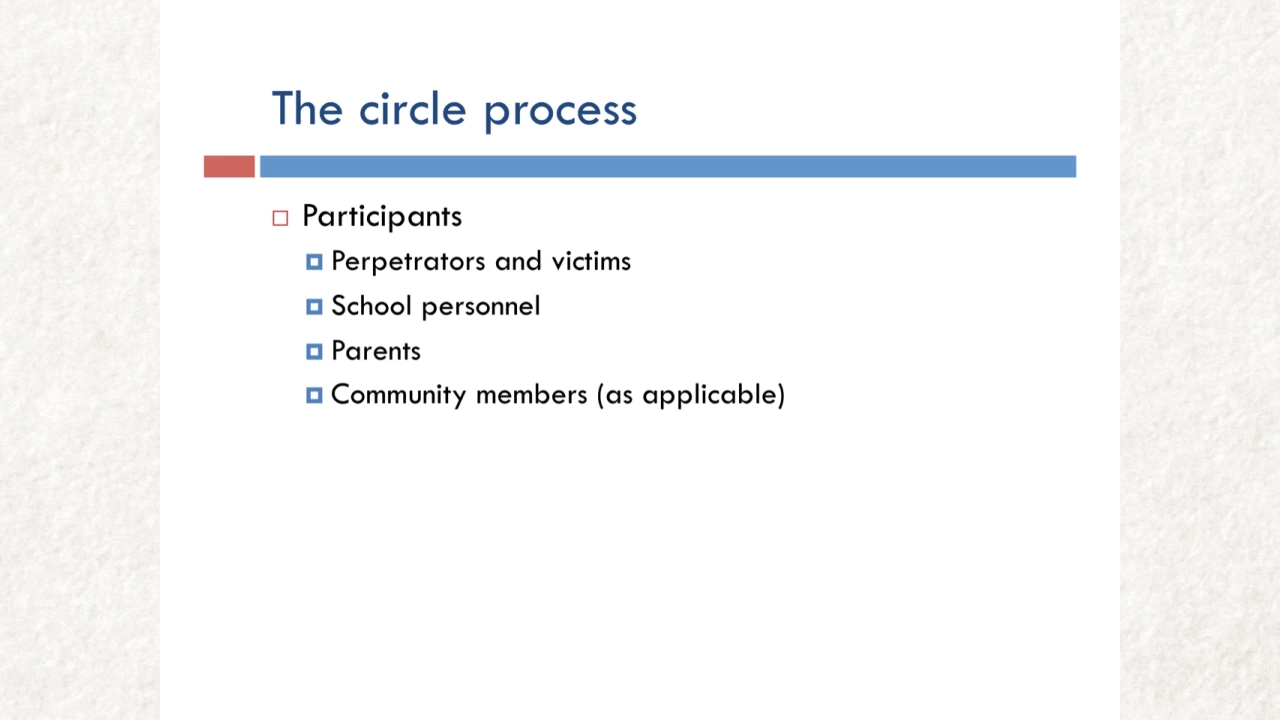 The circle process
Participants
Perpetrators and victims
School personnel
Parents
Community members (as applicable)